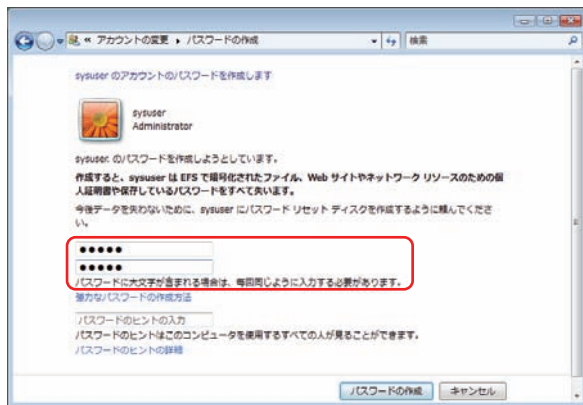 « アカウントの変更 ▸ パスワードの作成
検索
sysuser のアカウントのパスワードを作成します
sysuser
Administrator
sysuser. のパスワードを作成しようとしています。
作成すると、sysuser は EFS で暗号化されたファイル、Web サイトやネットワーク リソースのための個
人証明書や保存しているパスワードをすべて失います。
今後データを失わないために、sysuser にパスワード リセット ディスクを作成するように頼んでくださ
い。
●●●●●
●●●●●
パスワードに大文字が含まれる場合は、毎回同じように入力する必要があります。
強力なパスワードの作成方法
パスワードのヒントの入力
パスワードのヒントはこのコンピュータを使用するすべての人が見ることができます。
パスワードのヒントの詳細
パスワードの作成
キャンセル